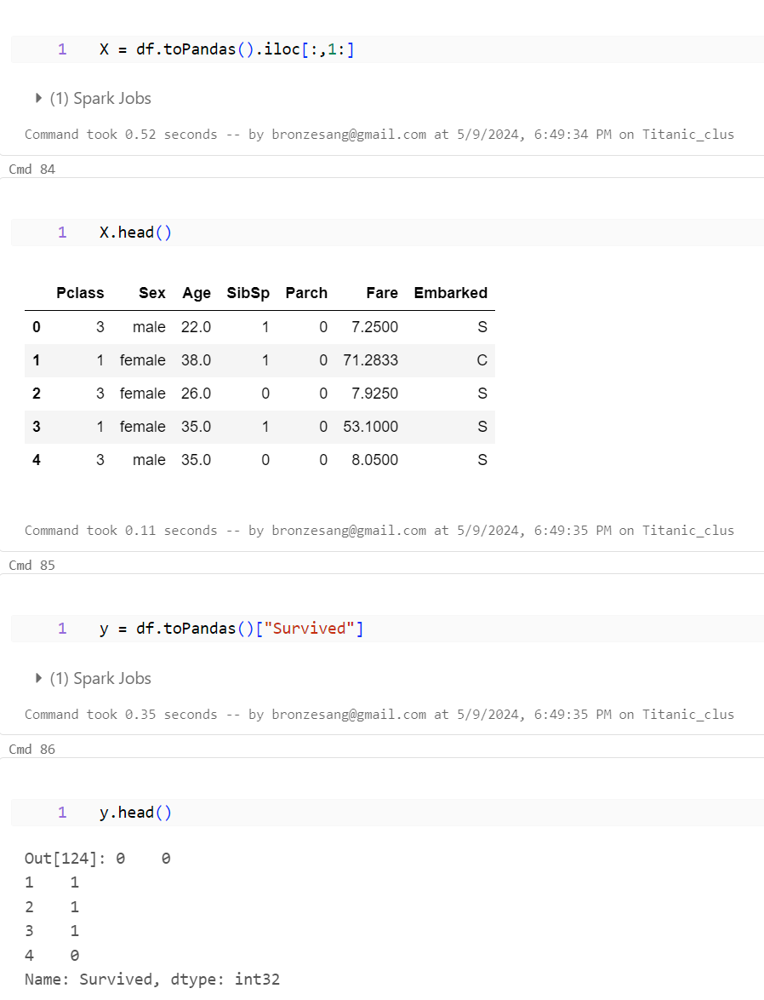 1 X = df.toPandas().iloc[:,1:]
(1) Spark Jobs
Command took 0.52 seconds -- by bronzesang@gmail.com at 5/9/2024, 6:49:34 PM on Titanic_clus
Cmd 84
1 X.head()
Pclass Sex Age SibSp Parch Fare Embarked
0 3 male 22.0 1 0 7.2500 S
1 1 female 38.0 1 0 71.2833 C
2 3 female 26.0 0 0 7.9250 S
3 1 female 35.0 1 0 53.1000 S
4 3 male 35.0 0 0 8.0500 S
Command took 0.11 seconds -- by bronzesang@gmail.com at 5/9/2024, 6:49:35 PM on Titanic_clus
Cmd 85
1 y = df.toPandas()["Survived"]
(1) Spark Jobs
Command took 0.35 seconds -- by bronzesang@gmail.com at 5/9/2024, 6:49:35 PM on Titanic_clus
Cmd 86
1 y.head()
Out[124]: 0 0
1 1
2 1
3 1
4 0
Name: Survived, dtype: int32